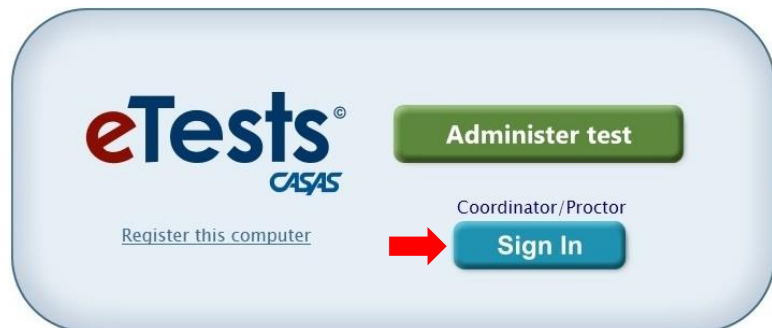 eTests©
CASAS
Register this computer
Administer test
Coordinator/Proctor
Sign In